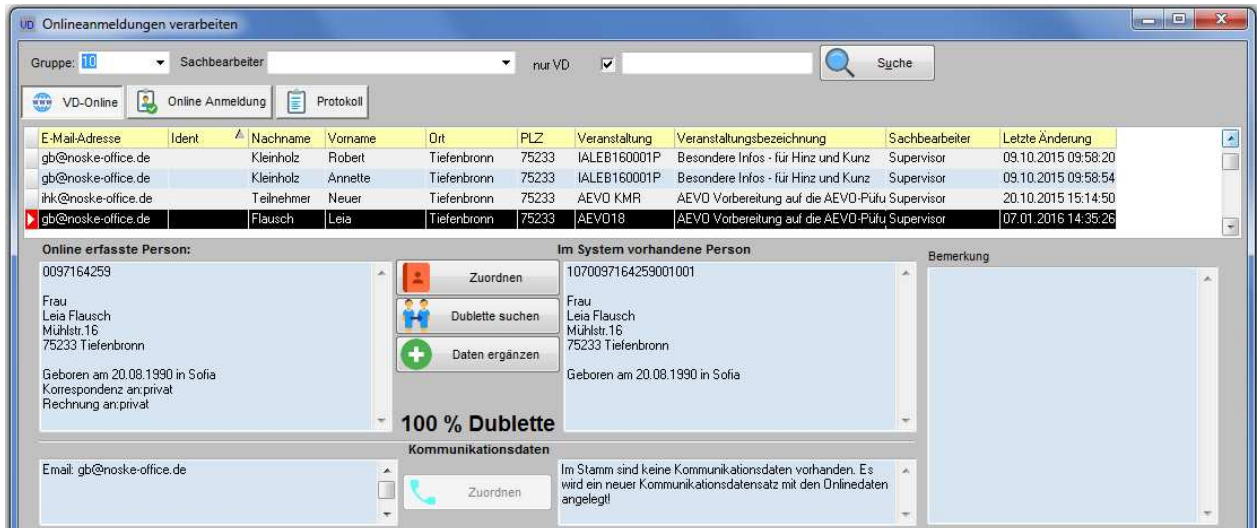 VD Onlineanmeldungen verarbeiten
Gruppe: 10 Sachbearbeiter nur VD Suche
VD-Online Online Anmeldung Protokoll
E-Mail-Adresse Ident Nachname Vorname Ort PLZ Veranstaltung Veranstaltungsbezeichnung Sachbearbeiter Letzte Änderung
gb@noske-office.de Kleinholz Robert Tiefenbronn 75233 IALEB160001P Besondere Infos - für Hinz und Kunz Supervisor 09.10.2015 09:58:20
gb@noske-office.de Kleinholz Annette Tiefenbronn 75233 IALEB160001P Besondere Infos - für Hinz und Kunz Supervisor 09.10.2015 09:58:54
ihk@noske-office.de Teilnehmer Neuer Tiefenbronn 75233 AEVO KMR AEVO Vorbereitung auf die AEVO-Püfu Supervisor 20.10.2015 15:14:50
gb@noske-office.de Flausch Leia Tiefenbronn 75233 AEVO18 AEVO Vorbereitung auf die AEVO-Püfu Supervisor 07.01.2016 14:35:26
Online erfasste Person:
0097164259
Frau
Leia Flausch
Mühlstr.16
75233 Tiefenbronn
Geboren am 20.08.1990 in Sofia
Korrespondenz an:privat
Rechnung an:privat
Zuordnen
Dublette suchen
Daten ergänzen
100 % Dublette
Im System vorhandene Person
1070097164259001001
Frau
Leia Flausch
Mühlstr.16
75233 Tiefenbronn
Geboren am 20.08.1990 in Sofia
Bemerkung
Kommunikationsdaten
Email: gb@noske-office.de
Zuordnen
Im Stamm sind keine Kommunikationsdaten vorhanden. Es
wird ein neuer Kommunikationsdatensatz mit den Onlinedaten
angelegt!